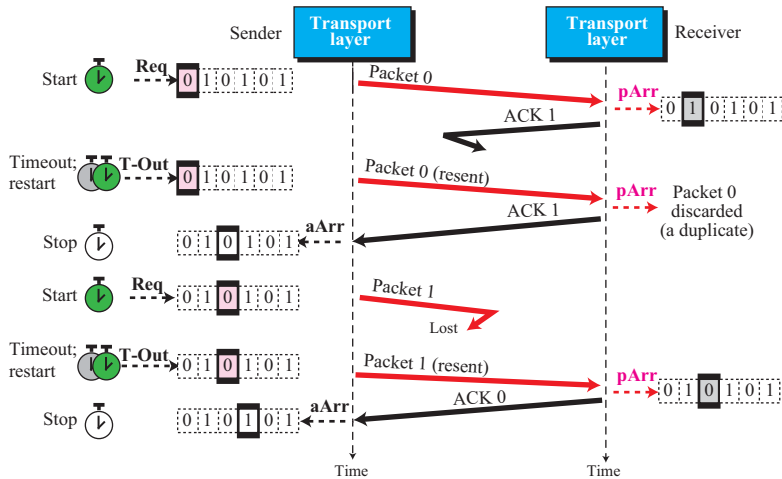 Sender
Transport
layer
Transport
layer
Receiver
Start
Req
0 1 0 1 0 1
Packet 0
pArr
0 1 0 1 0 1
ACK 1
Timeout;
restart
T-Out
0 1 0 1 0 1
Packet 0 (resent)
pArr
Packet 0
discarded
(a duplicate)
ACK 1
Stop
0 1 0 1 0 1
aArr
Start
Req
0 1 0 1 0 1
Packet 1
Lost
Timeout;
restart
T-Out
0 1 0 1 0 1
Packet 1 (resent)
pArr
0 1 0 1 0 1
ACK 0
Stop
0 1 0 1 0 1
aArr
Time
Time